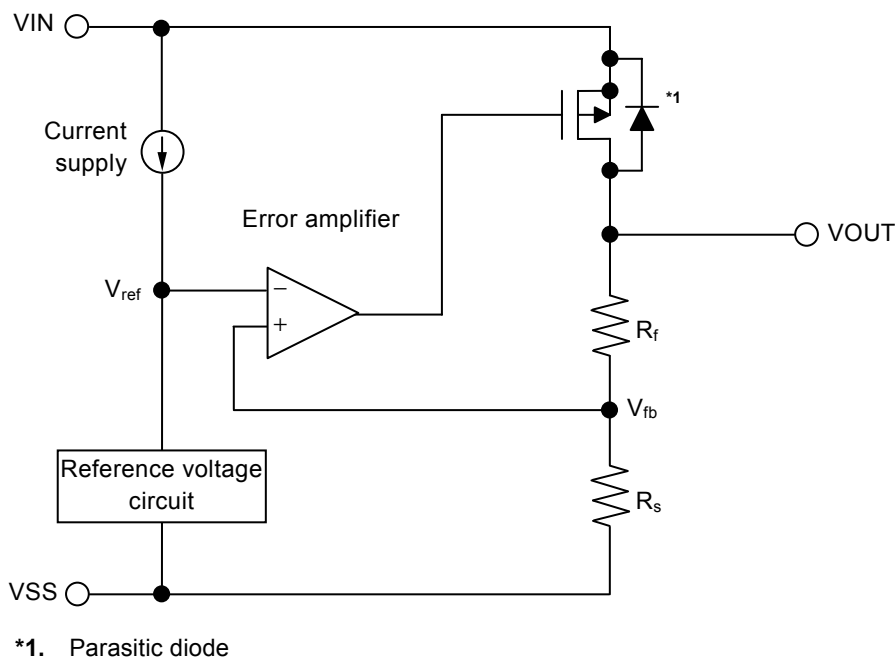 VIN
*1
Current
supply
Error amplifier
VOUT
Vref
−
+
Rf
Vfb
Reference voltage
circuit
Rs
VSS
*1. Parasitic diode